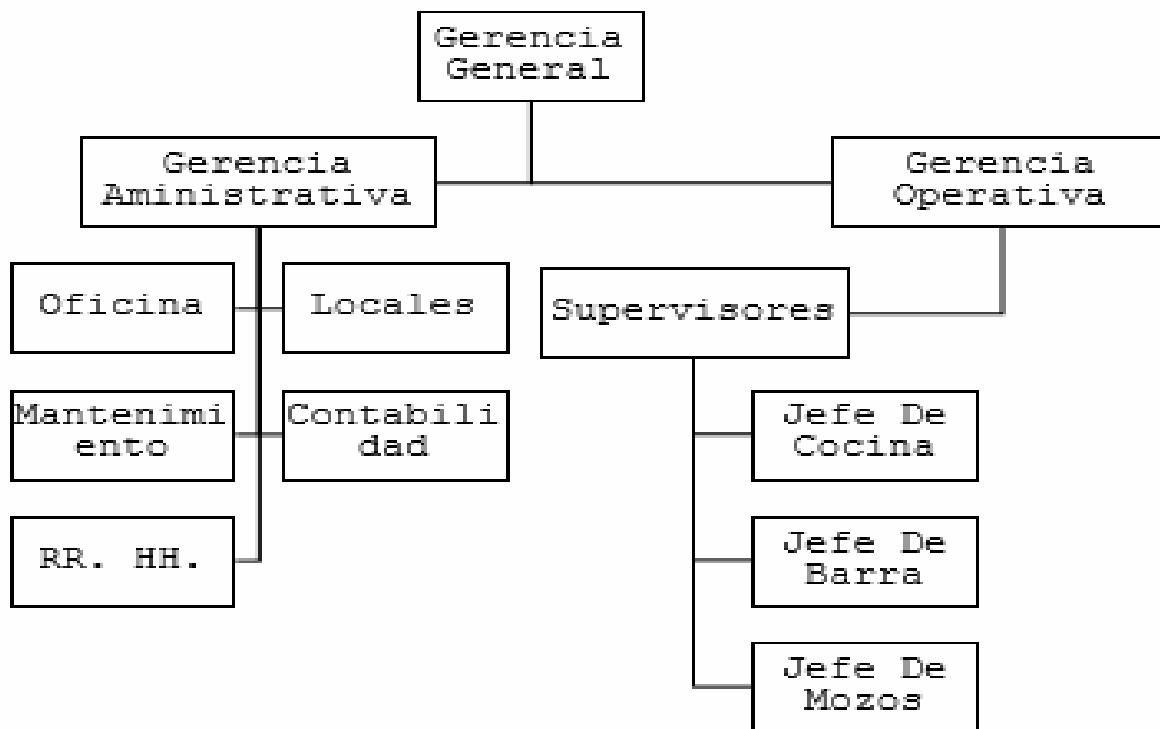 Gerencia
General
Gerencia
Aministrativa
Gerencia
Operativa
Oficina
Locales
Supervisores
Mantenimi
ento
Contabili
dad
Jefe De
Cocina
RR. HH.
Jefe De
Barra
Jefe De
Mozos